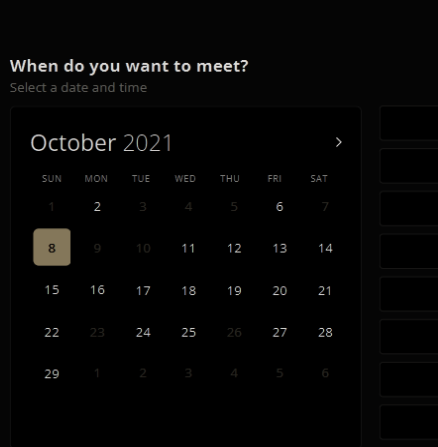 When do you want to meet?
Select a date and time
October 2021
SUN MON TUE WED THU FRI SAT
1 2 3 4 5 6 7
8 9 10 11 12 13 14
15 16 17 18 19 20 21
22 23 24 25 26 27 28
29 1 2 3 4 5 6